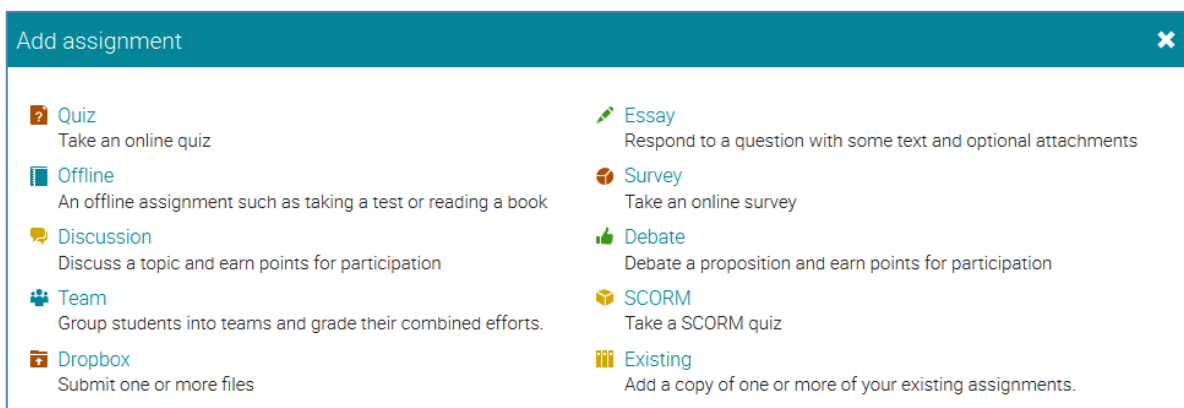 Add assignment
Quiz
Take an online quiz
Offline
An offline assignment such as taking a test or reading a book
Discussion
Discuss a topic and earn points for participation
Team
Group students into teams and grade their combined efforts.
Dropbox
Submit one or more files
Essay
Respond to a question with some text and optional attachments
Survey
Take an online survey
Debate
Debate a proposition and earn points for participation
SCORM
Take a SCORM quiz
Existing
Add a copy of one or more of your existing assignments.